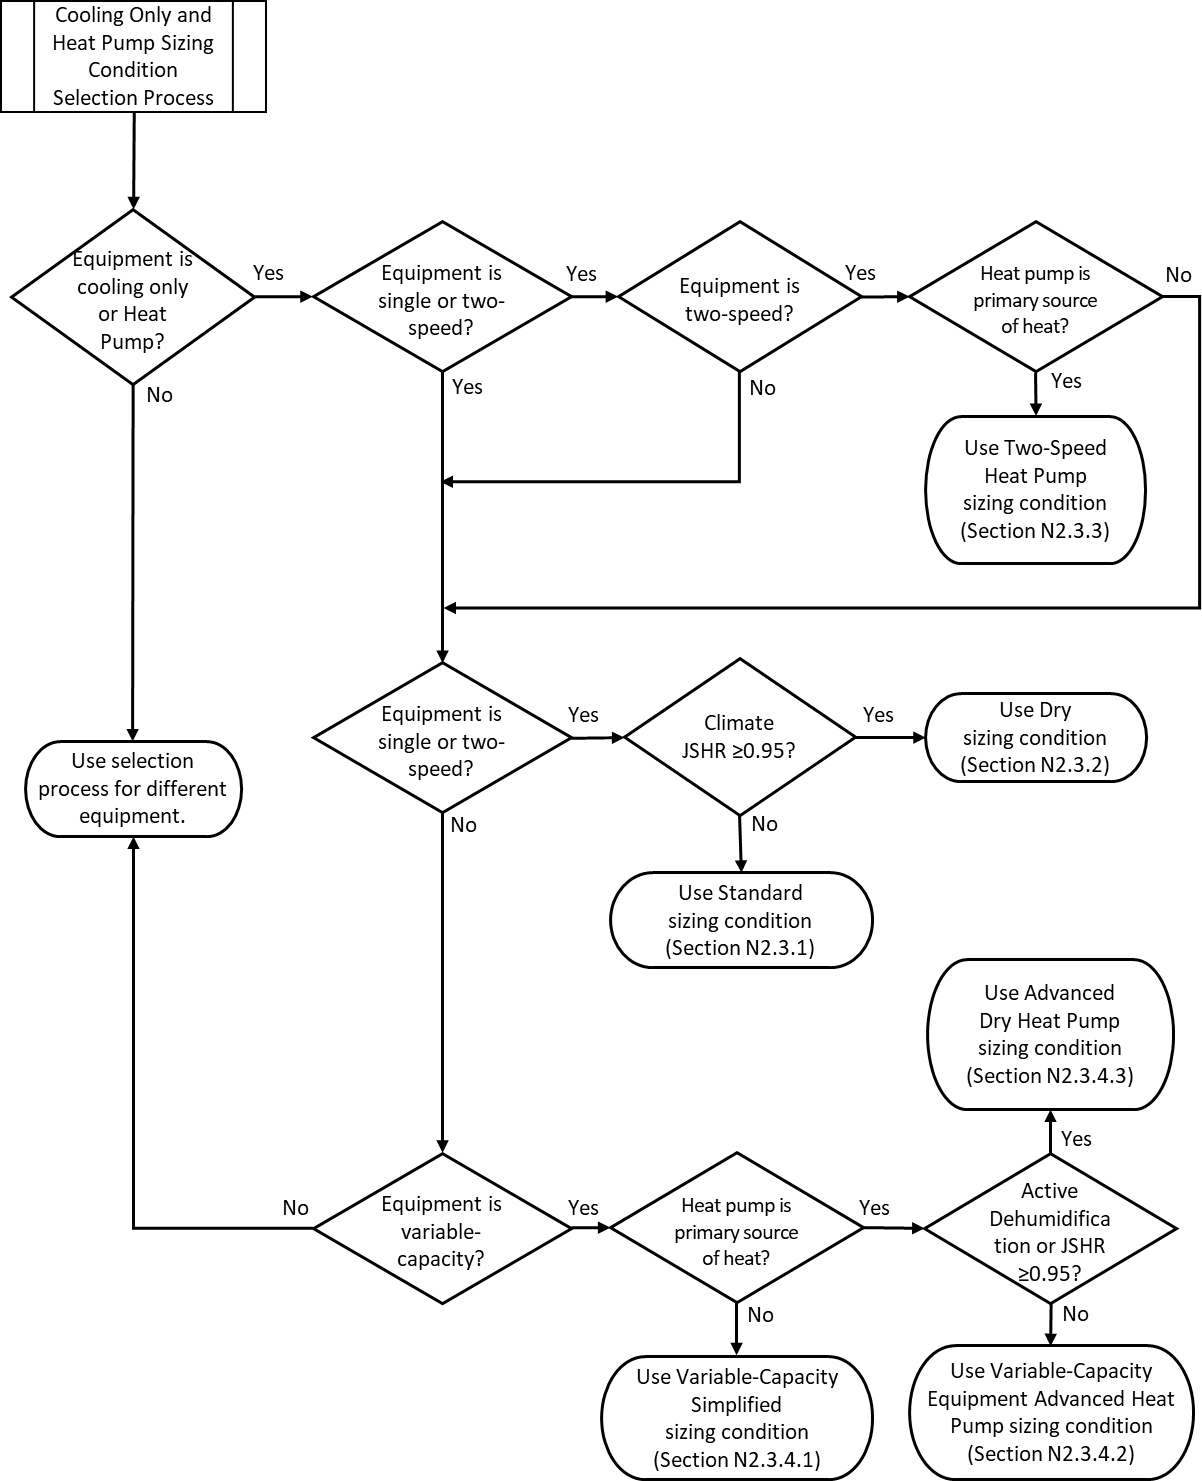 Cooling Only and
Heat Pump Sizing
Condition
Selection Process
Equipment is
cooling only
or Heat
Pump?
Yes
No
Equipment is
single or two-
speed?
Yes
Yes
Equipment is
two-speed?
Yes
No
Heat pump is
primary source
of heat?
No
Yes
Use Two-Speed
Heat Pump
sizing condition
(Section N2.3.3)
Use selection
process for different
equipment.
Equipment is
single or two-
speed?
Yes
No
Climate
JSHR ≥0.95?
Yes
No
Use Dry
sizing condition
(Section N2.3.2)
Use Standard
sizing condition
(Section N2.3.1)
Use Advanced
Dry Heat Pump
sizing condition
(Section N2.3.4.3)
Yes
No
Equipment is
variable-
capacity?
Yes
Heat pump is
primary source
of heat?
Yes
No
Active
Dehumidifica
tion or JSHR
≥0.95?
No
Use Variable-Capacity
Simplified
sizing condition
(Section N2.3.4.1)
Use Variable-Capacity
Equipment Advanced Heat
Pump sizing condition
(Section N2.3.4.2)